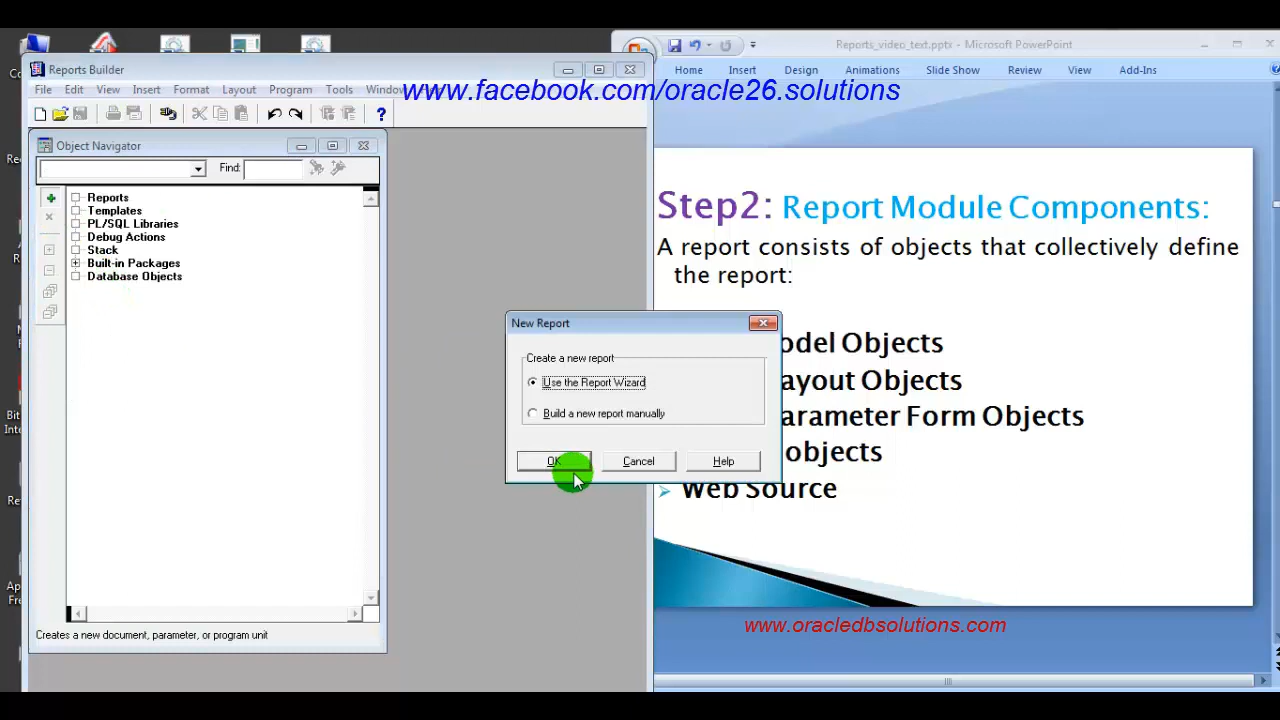 Reports_video_text.pptx - Microsoft PowerPoint
Reports Builder
Home Insert Design Animations Slide Show Review View Add-Ins
File Edit View Insert Format Layout Program Tools Window
www.facebook.com/oracle26.solutions
Object Navigator
Find:
Reports
Templates
PL/SQL Libraries
Debug Actions
Stack
Built-in Packages
Database Objects
Creates a new document, parameter, or program unit
New Report
Create a new report
Use the Report Wizard
Build a new report manually
OK Cancel Help
Step2: Report Module Components:
A report consists of objects that collectively define
the report:
odel Objects
ayout Objects
arameter Form Objects
objects
Web Source
www.oracledbsolutions.com